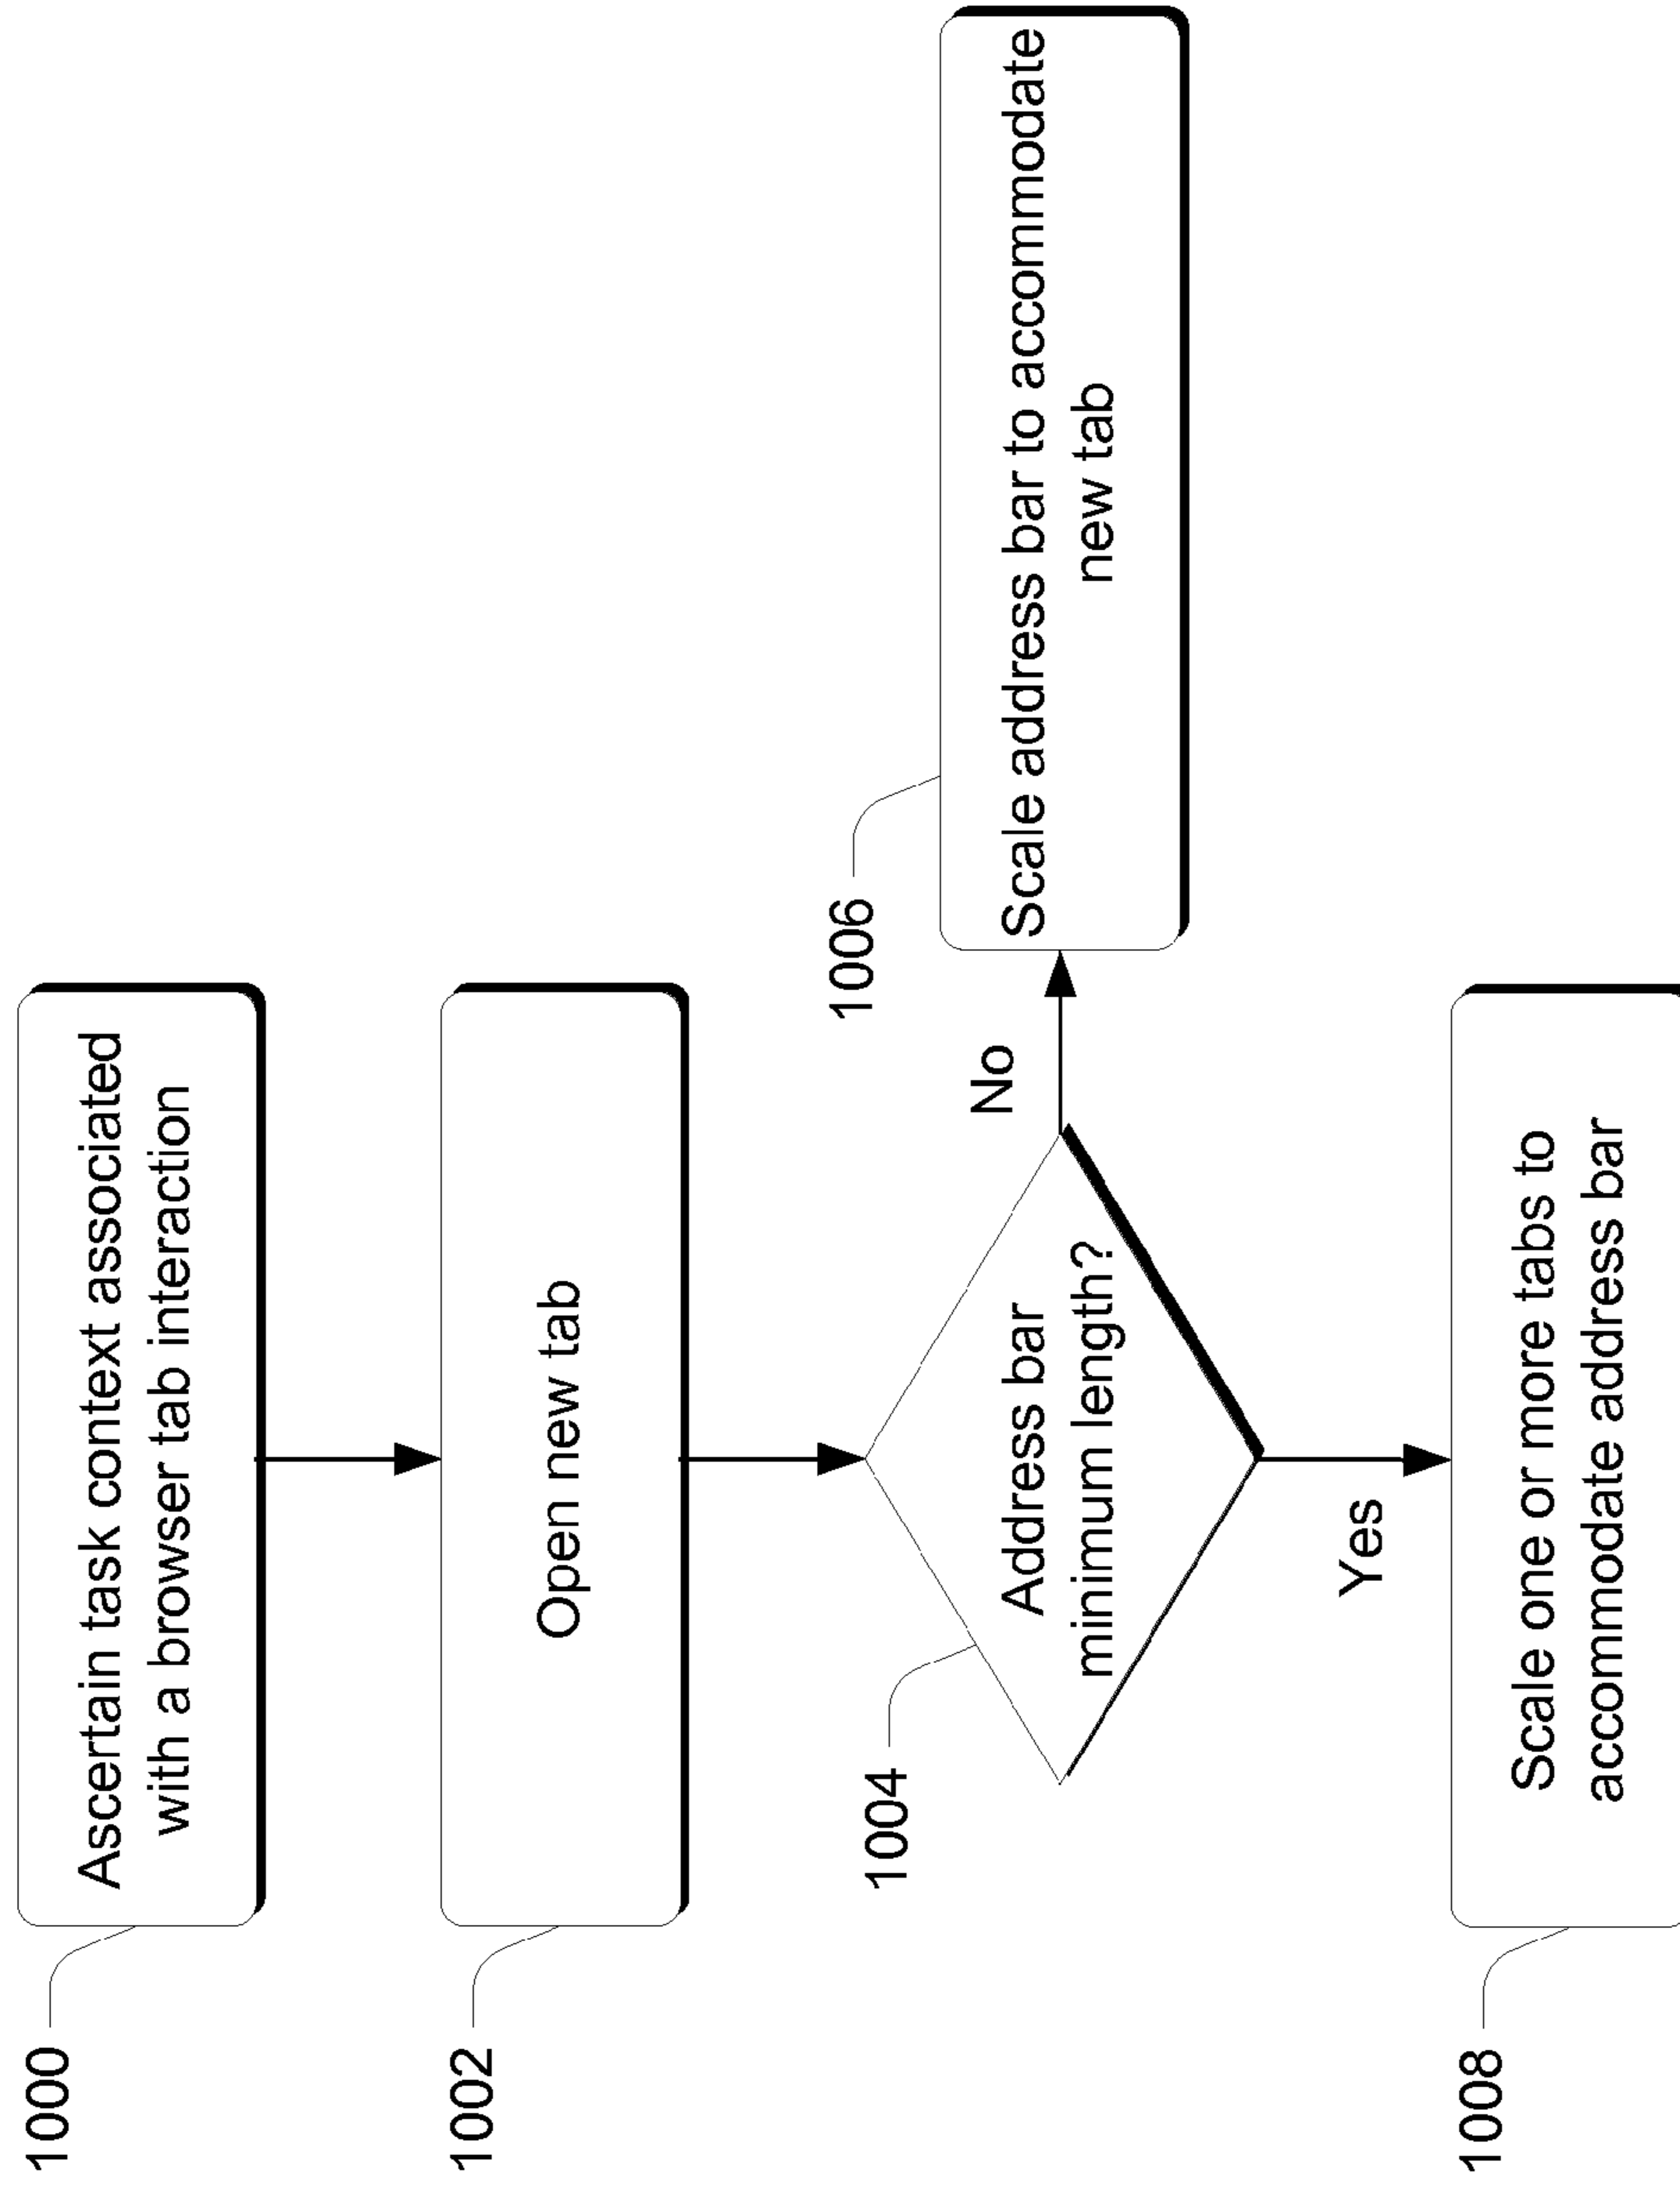 1000
Ascertain task context associated
with a browser tab interaction
1002
Open new tab
1004
Address bar
minimum length?
No
1006
Scale address bar to accommodate
new tab
Yes
1008
Scale one or more tabs to
accommodate address bar